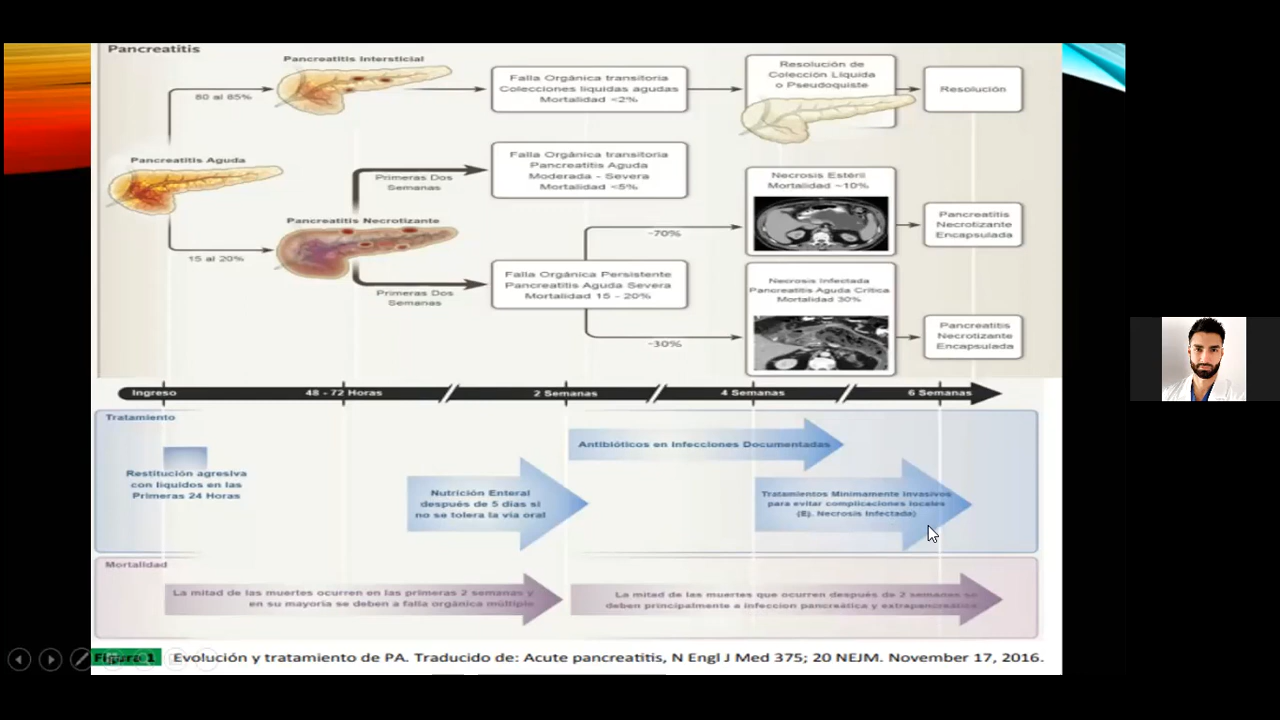 Pancreatitis
Pancreatitis Intersticial
80 al 85%
Falla Orgánica transitoria
Colecciones liquidas agudas
Mortalidad <2%
Resolución de
Colección Líquida
o Pseudoquiste
Resolución
Pancreatitis Aguda
Primeras Dos
Semanas
Falla Orgánica transitoria
Pancreatitis Aguda
Moderada - Severa
Mortalidad <5%
Necrosis Estéril
Mortalidad ~10%
Pancreatitis
Necrotizante
Encapsulada
Pancreatitis Necrotizante
15 al 20%
~70%
Primeras Dos
Semanas
Falla Orgánica Persistente
Pancreatitis Aguda Severa
Mortalidad 15 - 20%
Necrosis Infectada
Pancreatitis Aguda Crítica
Mortalidad 30%
~30%
Pancreatitis
Necrotizante
Encapsulada
Ingreso
48 - 72 Horas
2 Semanas
4 Semanas
6 Semanas
Tratamiento
Restitución agresiva
con líquidos en las
Primeras 24 Horas
Nutrición Enteral
después de 5 días si
no se tolera la via oral
Antibióticos en Infecciones Documentadas
Tratamientos Minimamente invasivos
para evitar complicaciones locales
(Ej. Necrosis Infectada)
Mortalidad
La mitad de las muertes ocurren en las primeras 2 semanas y
en su mayoría se deben a falla orgánica múltiple
La mitad de las muertes que ocurren después de 2 semanas se
deben principalmente a infeccion pancreática y extrapancreática
Figura 1
Evolución y tratamiento de PA. Traducido de: Acute pancreatitis, N Engl J Med 375; 20 NEJM. November 17, 2016.